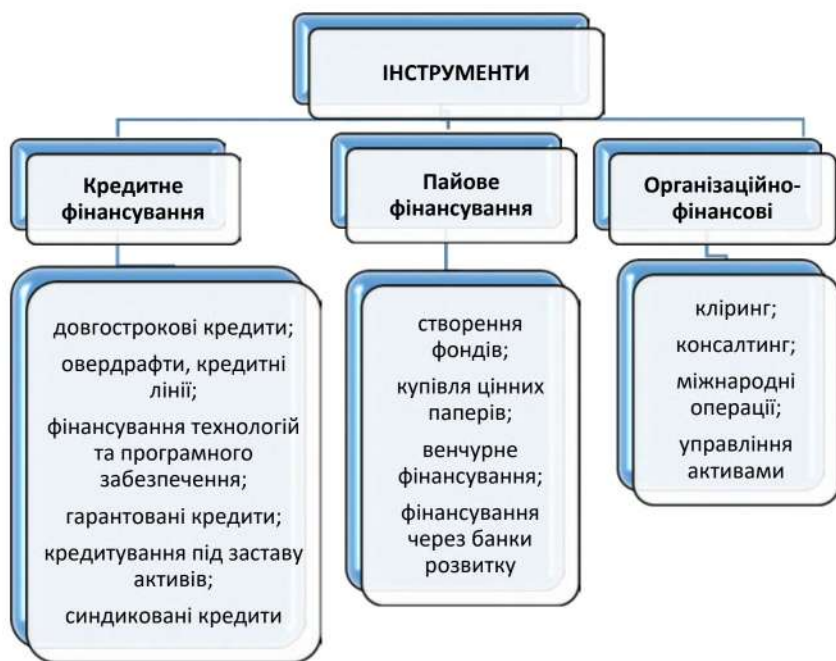 ІНСТРУМЕНТИ
Кредитне
фінансування
Пайове
фінансування
Організаційно-
фінансові
довгострокові кредити;
овердрафти, кредитні
лінії;
фінансування технологій
та програмного
забезпечення;
гарантовані кредити;
кредитування під заставу
активів;
синдиковані кредити
створення
фондів;
купівля цінних
паперів;
венчурне
фінансування;
фінансування
через банки
розвитку
кліринг;
консалтинг;
міжнародні
операції;
управління
активами